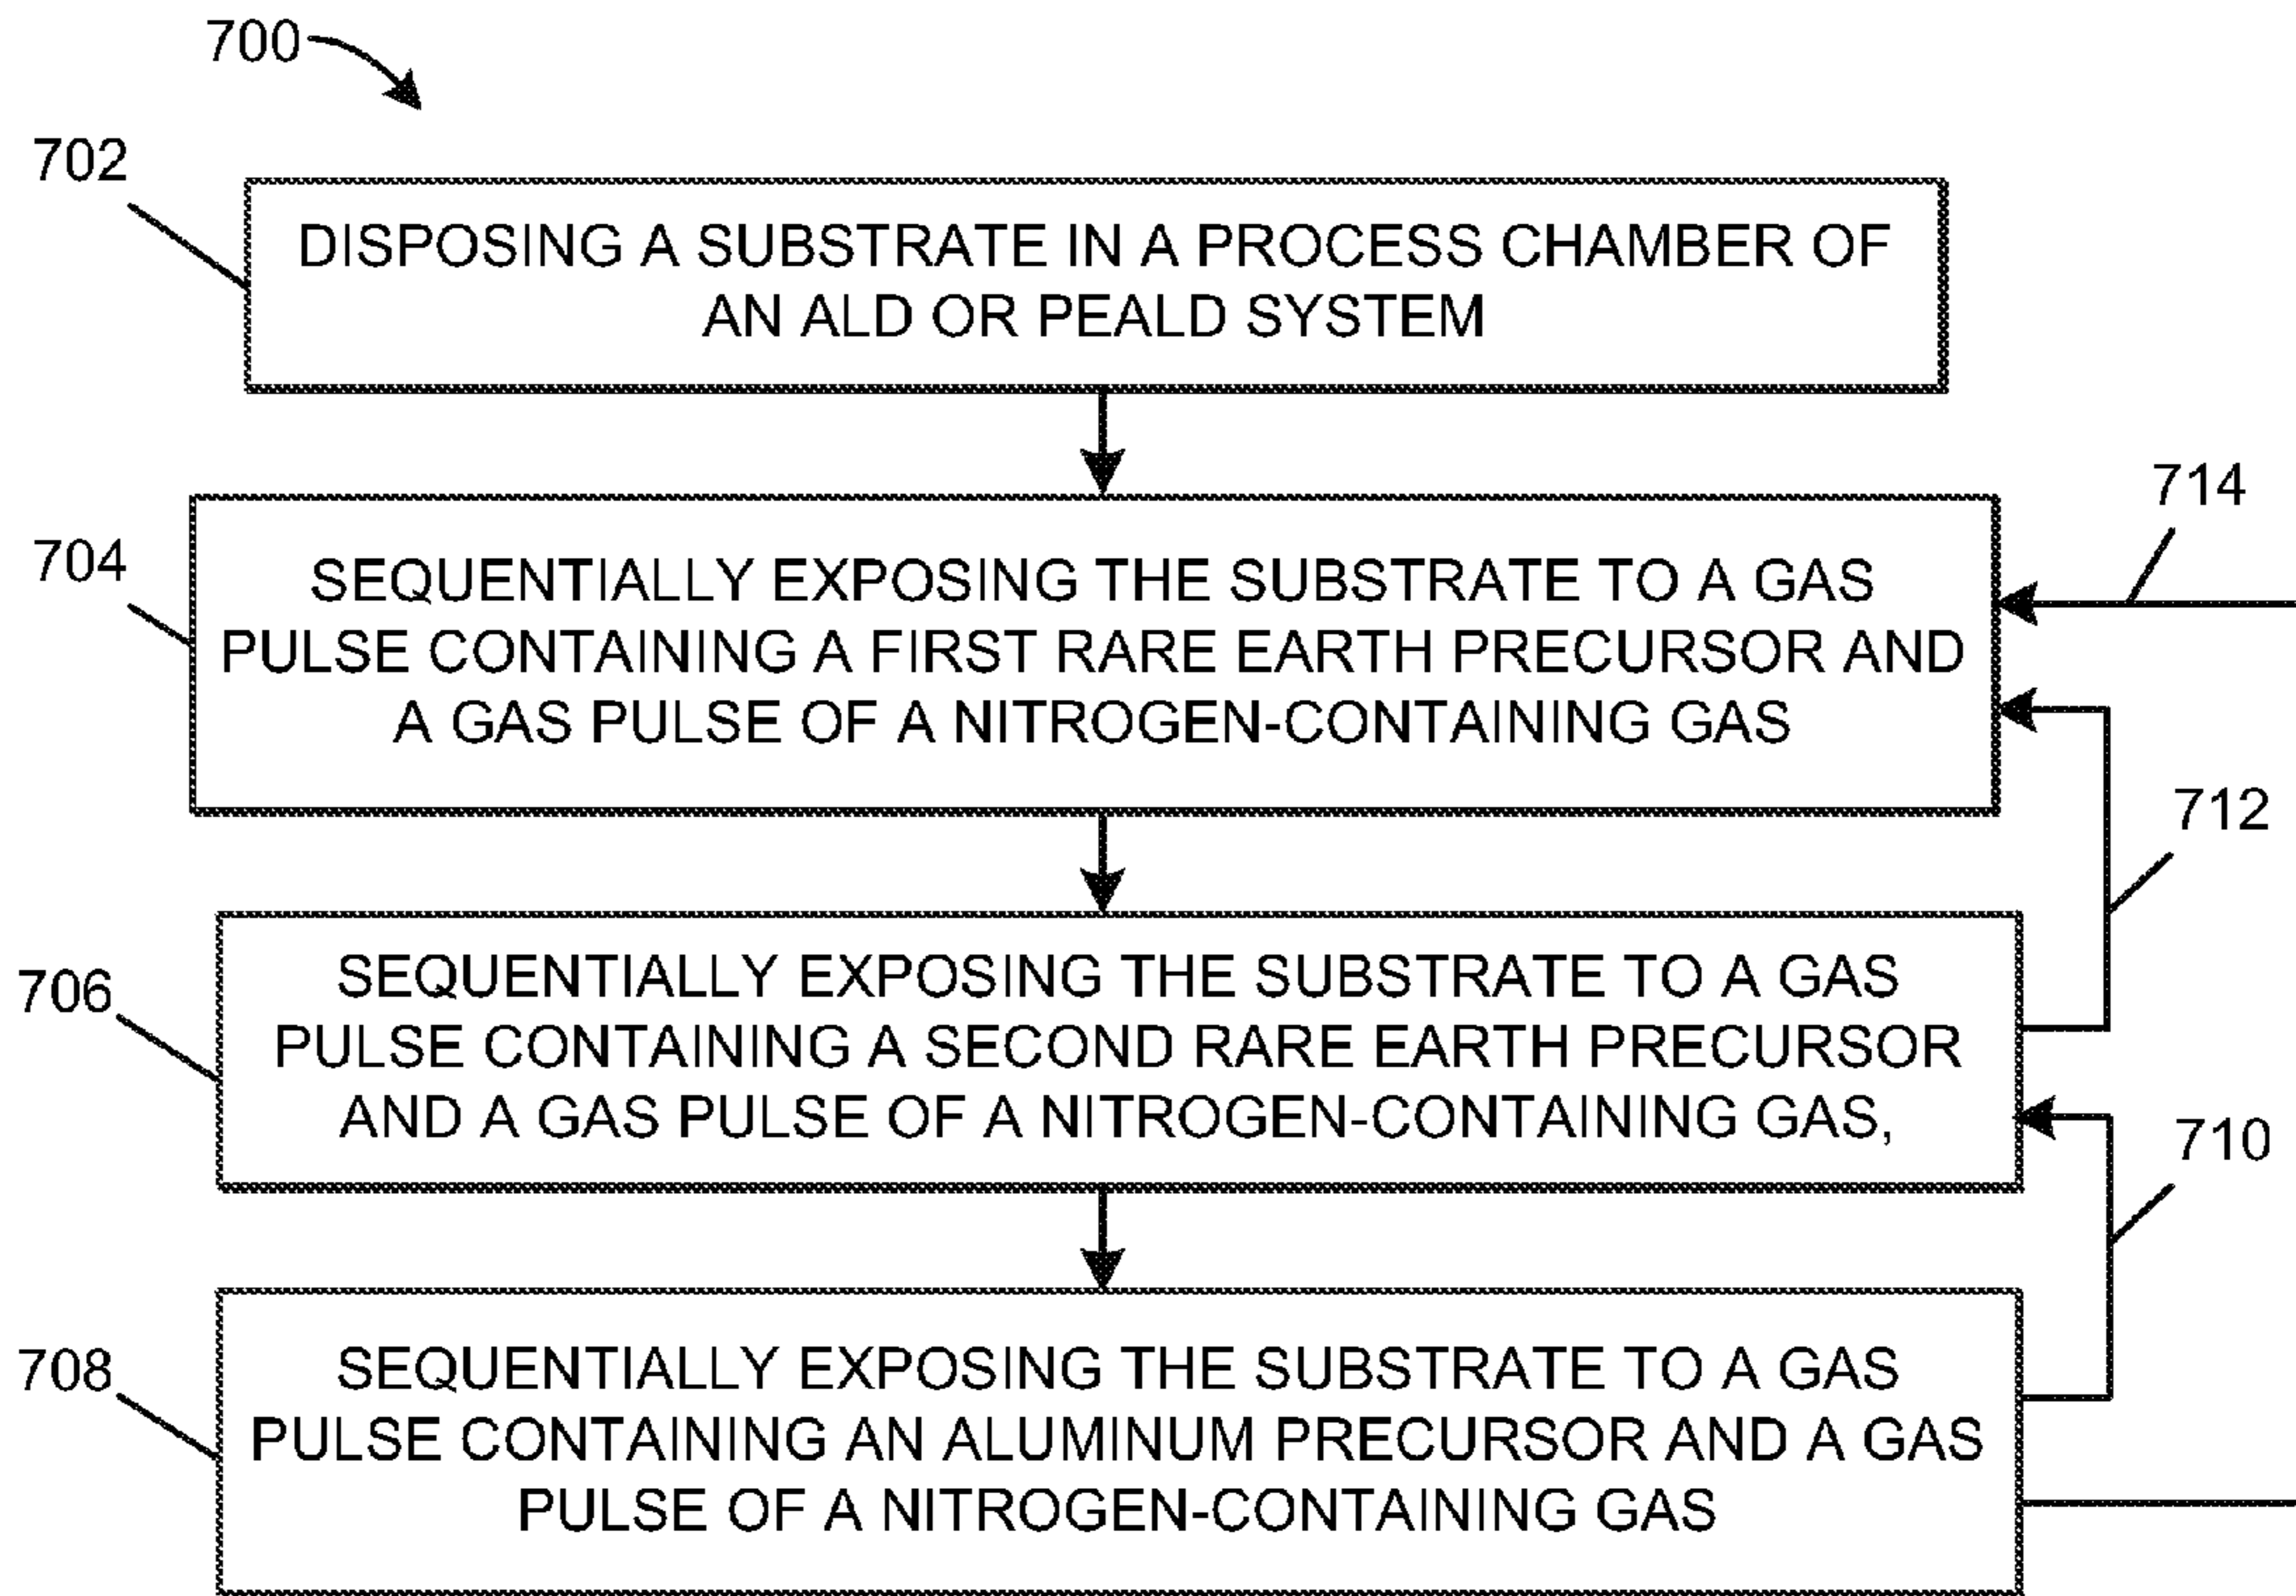 700
702
DISPOSING A SUBSTRATE IN A PROCESS CHAMBER OF
AN ALD OR PEALD SYSTEM
714
704
SEQUENTIALLY EXPOSING THE SUBSTRATE TO A GAS
PULSE CONTAINING A FIRST RARE EARTH PRECURSOR AND
A GAS PULSE OF A NITROGEN-CONTAINING GAS
712
706
SEQUENTIALLY EXPOSING THE SUBSTRATE TO A GAS
PULSE CONTAINING A SECOND RARE EARTH PRECURSOR
AND A GAS PULSE OF A NITROGEN-CONTAINING GAS,
710
708
SEQUENTIALLY EXPOSING THE SUBSTRATE TO A GAS
PULSE CONTAINING AN ALUMINUM PRECURSOR AND A GAS
PULSE OF A NITROGEN-CONTAINING GAS